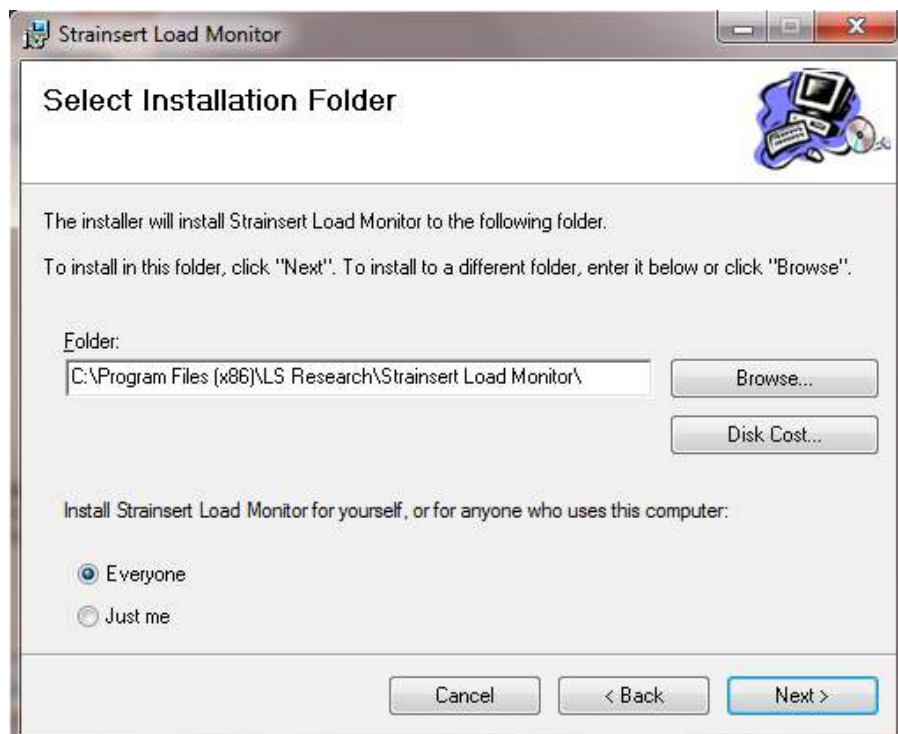 Strainsert Load Monitor
Select Installation Folder
The installer will install Strainsert Load Monitor to the following folder.
To install in this folder, click "Next". To install to a different folder, enter it below or click "Browse".
Folder:
C:\Program Files (x86)\LS Research\Strainsert Load Monitor\
Browse...
Disk Cost...
Install Strainsert Load Monitor for yourself, or for anyone who uses this computer:
Everyone
Just me
Cancel
< Back
Next >